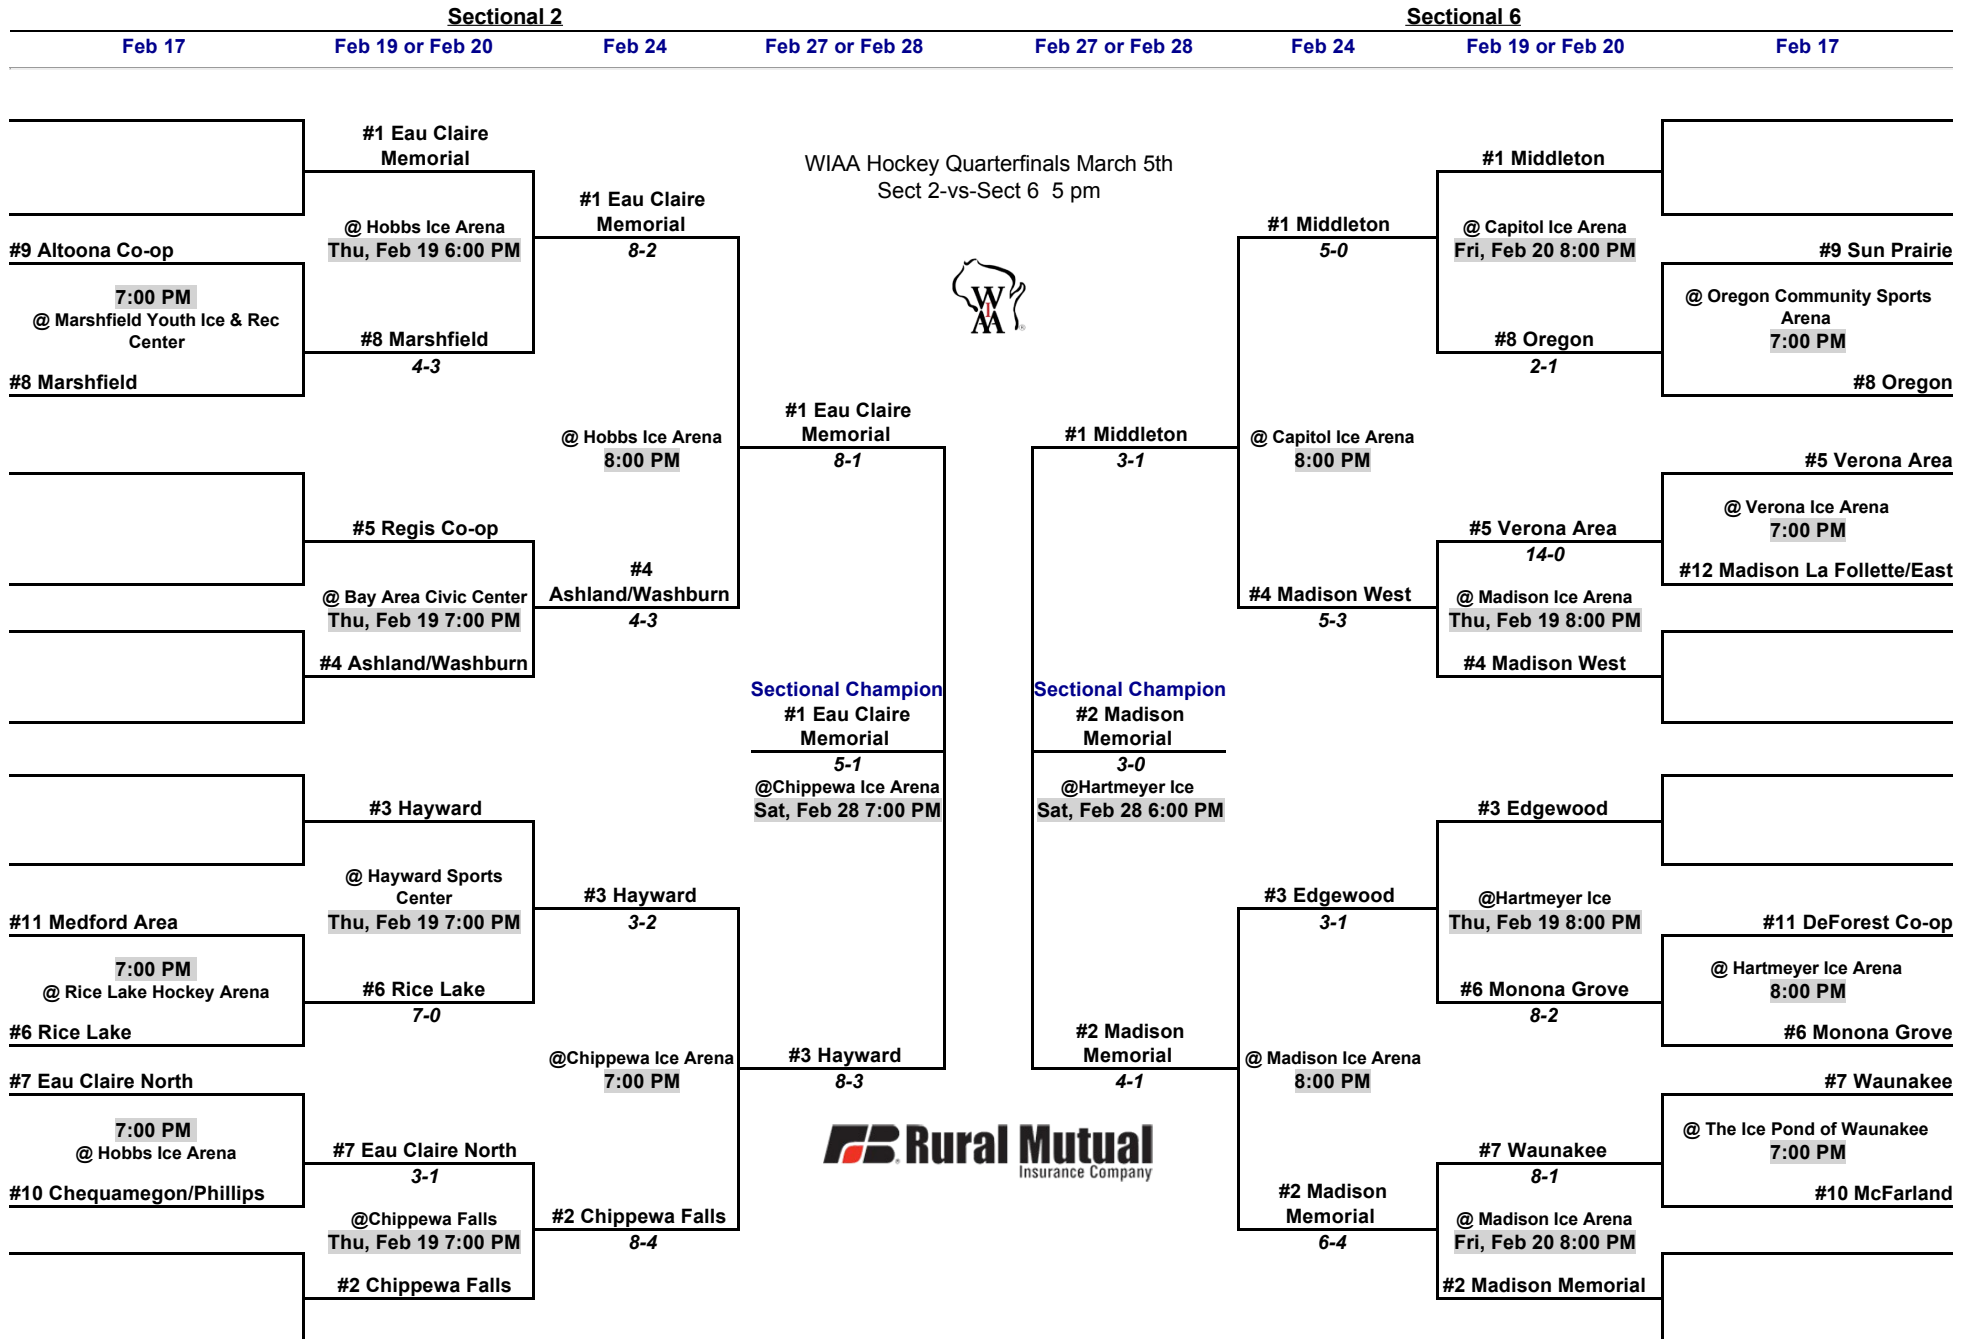 Sectional 2
Sectional 6
Feb 17
Feb 19 or Feb 20
Feb 24
Feb 27 or Feb 28
Feb 27 or Feb 28
Feb 24
Feb 19 or Feb 20
Feb 17
#9 Altoona Co-op
7:00 PM
@ Marshfield Youth Ice & Rec
Center
#8 Marshfield
#11 Medford Area
7:00 PM
@ Rice Lake Hockey Arena
#6 Rice Lake
#7 Eau Claire North
7:00 PM
@ Hobbs Ice Arena
#10 Chequamegon/Phillips
#1 Eau Claire
Memorial
@ Hobbs Ice Arena
Thu, Feb 19 6:00 PM
#8 Marshfield
4-3
#5 Regis Co-op
@ Bay Area Civic Center
Thu, Feb 19 7:00 PM
#4 Ashland/Washburn
#3 Hayward
@ Hayward Sports
Center
Thu, Feb 19 7:00 PM
#6 Rice Lake
7-0
#7 Eau Claire North
3-1
@Chippewa Falls
Thu, Feb 19 7:00 PM
#2 Chippewa Falls
#1 Eau Claire
Memorial
8-2
@ Hobbs Ice Arena
8:00 PM
#4
Ashland/Washburn
4-3
#3 Hayward
3-2
@Chippewa Ice Arena
7:00 PM
#2 Chippewa Falls
8-4
#1 Eau Claire
Memorial
8-1
Sectional Champion
#1 Eau Claire
Memorial
5-1
@Chippewa Ice Arena
Sat, Feb 28 7:00 PM
#3 Hayward
8-3
WIAA Hockey Quarterfinals March 5th
Sect 2-vs-Sect 6 5 pm
W
I
AA
®
Rural Mutual
Insurance Company
#1 Middleton
3-1
Sectional Champion
#2 Madison
Memorial
3-0
@Hartmeyer Ice
Sat, Feb 28 6:00 PM
#2 Madison
Memorial
4-1
#1 Middleton
5-0
@ Capitol Ice Arena
8:00 PM
#4 Madison West
5-3
#3 Edgewood
3-1
@ Madison Ice Arena
8:00 PM
#2 Madison
Memorial
6-4
#1 Middleton
@ Capitol Ice Arena
Fri, Feb 20 8:00 PM
#8 Oregon
2-1
#5 Verona Area
14-0
@ Madison Ice Arena
Thu, Feb 19 8:00 PM
#4 Madison West
#3 Edgewood
@Hartmeyer Ice
Thu, Feb 19 8:00 PM
#6 Monona Grove
8-2
#7 Waunakee
8-1
@ Madison Ice Arena
Fri, Feb 20 8:00 PM
#2 Madison Memorial
#9 Sun Prairie
@ Oregon Community Sports
Arena
7:00 PM
#8 Oregon
#5 Verona Area
@ Verona Ice Arena
7:00 PM
#12 Madison La Follette/East
#11 DeForest Co-op
@ Hartmeyer Ice Arena
8:00 PM
#6 Monona Grove
#7 Waunakee
@ The Ice Pond of Waunakee
7:00 PM
#10 McFarland